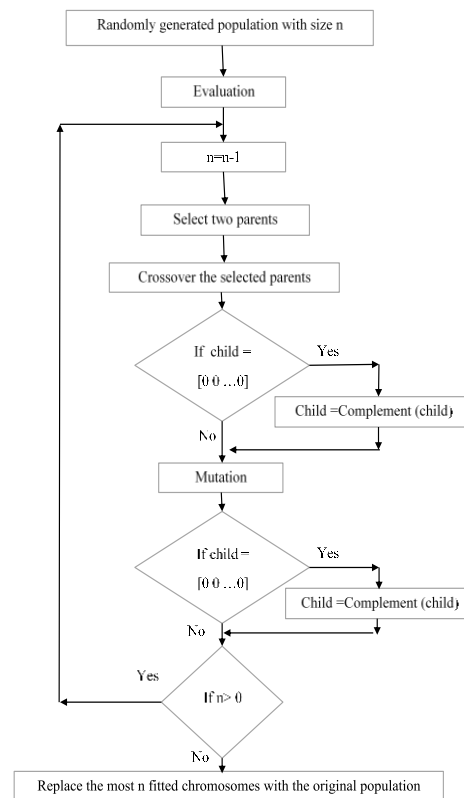 Randomly generated population with size n
Evaluation
n=n-1
Select two parents
Crossover the selected parents
If child =
[0 0 ...0]
Yes
Child =Complement (child)
No
Mutation
If child =
[0 0 ...0]
Yes
Child =Complement (child)
No
If n> 0
Yes
No
Replace the most n fitted chromosomes with the original population